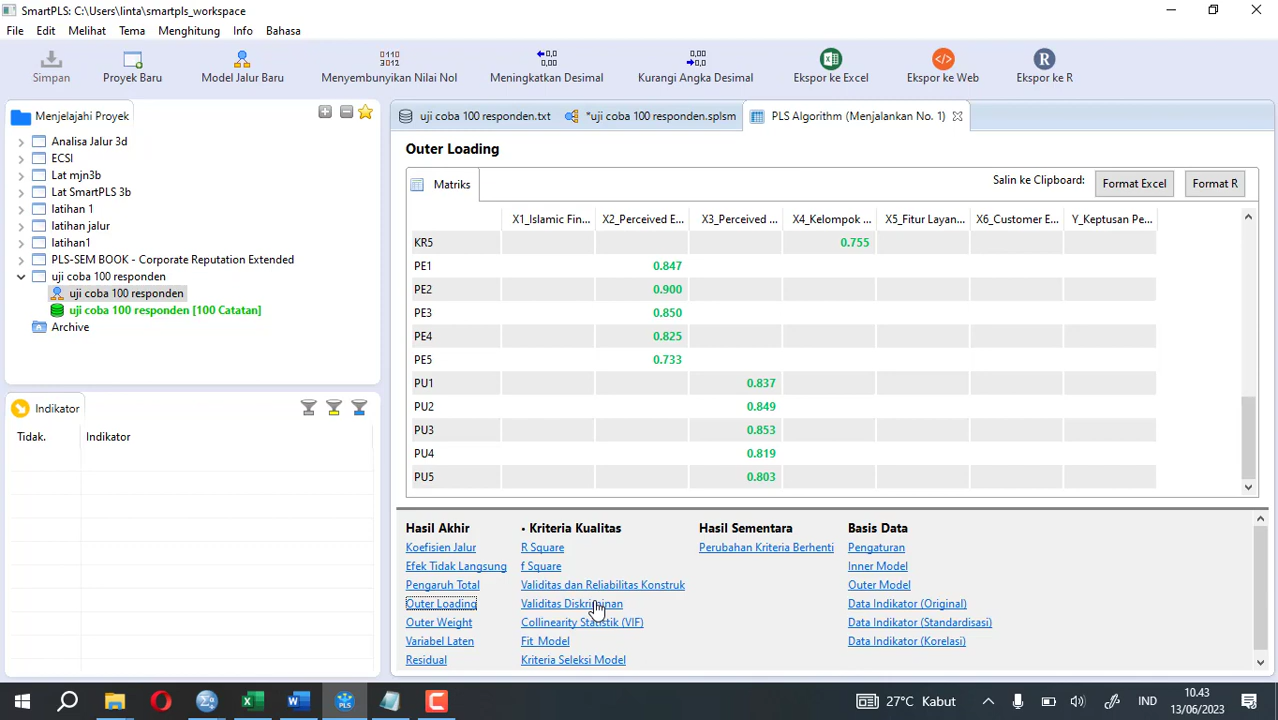 SmartPLS: C:\Users\linta\smartpls_workspace
File Edit Melihat Tema Menghitung Info Bahasa
Simpan Proyek Baru Model Jalur Baru Menyembunyikan Nilai Nol Meningkatkan Desimal Kurangi Angka Desimal Ekspor ke Excel Ekspor ke Web Ekspor ke R
Menjelajahi Proyek
Analisa Jalur 3d
ECSI
Lat mjn3b
Lat SmartPLS 3b
latihan 1
latihan jalur
latihan1
PLS-SEM BOOK - Corporate Reputation Extended
uji coba 100 responden
uji coba 100 responden
uji coba 100 responden [100 Catatan]
Archive
Indikator
Tidak. Indikator
uji coba 100 responden.txt *uji coba 100 responden.splsm PLS Algorithm (Menjalankan No. 1)
Outer Loading
Matriks Salin ke Clipboard: Format Excel Format R
X1_Islamic Fin... X2_Perceived E... X3_Perceived ... X4_Kelompok ... X5_Fitur Layan... X6_Customer E... Y_Keptusan Pe...
KR5 0.755
PE1 0.847
PE2 0.900
PE3 0.850
PE4 0.825
PE5 0.733
PU1 0.837
PU2 0.849
PU3 0.853
PU4 0.819
PU5 0.803
Hasil Akhir • Kriteria Kualitas Hasil Sementara Basis Data
Koefisien Jalur R Square Perubahan Kriteria Berhenti Pengaturan
Efek Tidak Langsung f Square Inner Model
Pengaruh Total Validitas dan Reliabilitas Konstruk Outer Model
Outer Loading Validitas Diskriminan Data Indikator (Original)
Outer Weight Collinearity Statistik (VIF) Data Indikator (Standardisasi)
Variabel Laten Fit Model Data Indikator (Korelasi)
Residual Kriteria Seleksi Model
27°C Kabut IND 10.43
13/06/2023